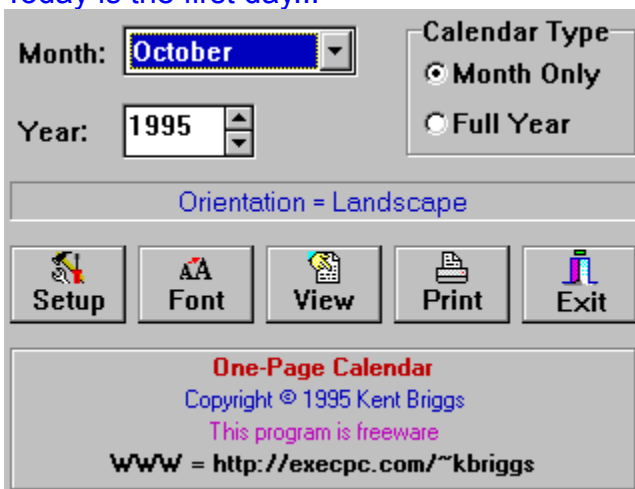 Today is the first day...
Month: October
Calendar Type
Month Only
Full Year
Year: 1995
Orientation = Landscape
Setup
Font
View
Print
Exit
One-Page Calendar
Copyright © 1995 Kent Briggs
This program is freeware
WWW = http://execpc.com/~kbriggs